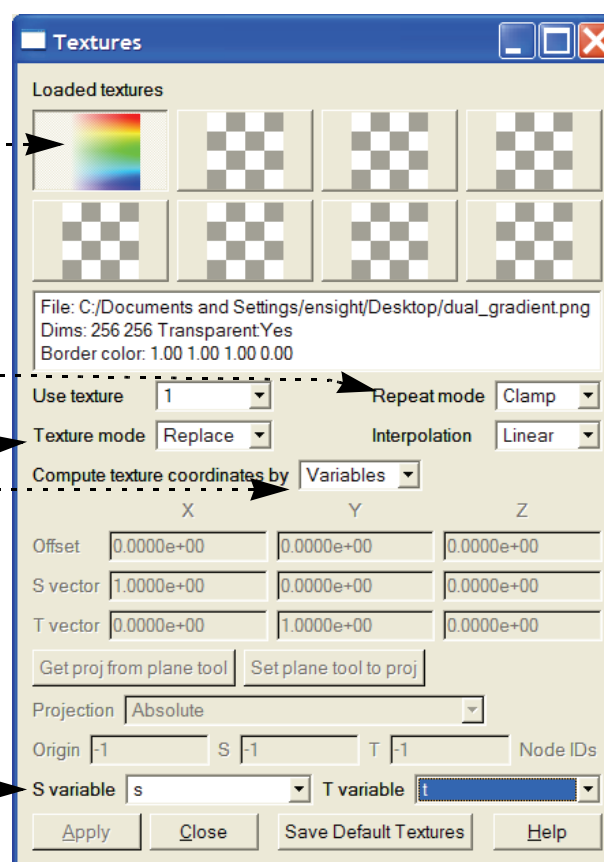 Textures
Loaded textures
File: C:/Documents and Settings/ensight/Desktop/dual_gradient.png
Dims: 256 256 Transparent:Yes
Border color: 1.00 1.00 1.00 0.00
Use texture 1 Repeat mode Clamp
Texture mode Replace Interpolation Linear
Compute texture coordinates by Variables
X Y Z
Offset 0.0000e+00 0.0000e+00 0.0000e+00
S vector 1.0000e+00 0.0000e+00 0.0000e+00
T vector 0.0000e+00 1.0000e+00 0.0000e+00
Get proj from plane tool Set plane tool to proj
Projection Absolute
Origin -1 S -1 T -1 Node IDs
S variable s T variable t
Apply Close Save Default Textures Help